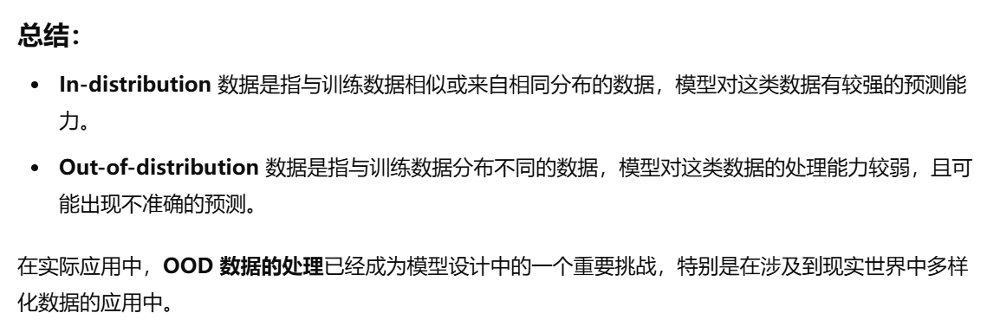 总结：
• In-distribution 数据是指与训练数据相似或来自相同分布的数据，模型对这类数据有较强的预测能
力。
• Out-of-distribution 数据是指与训练数据分布不同的数据，模型对这类数据的处理能力较弱，且可
能出现不准确的预测。
在实际应用中，OOD 数据的处理已经成为模型设计中的一个重要挑战，特别是在涉及到现实世界中多样
化数据的应用中。